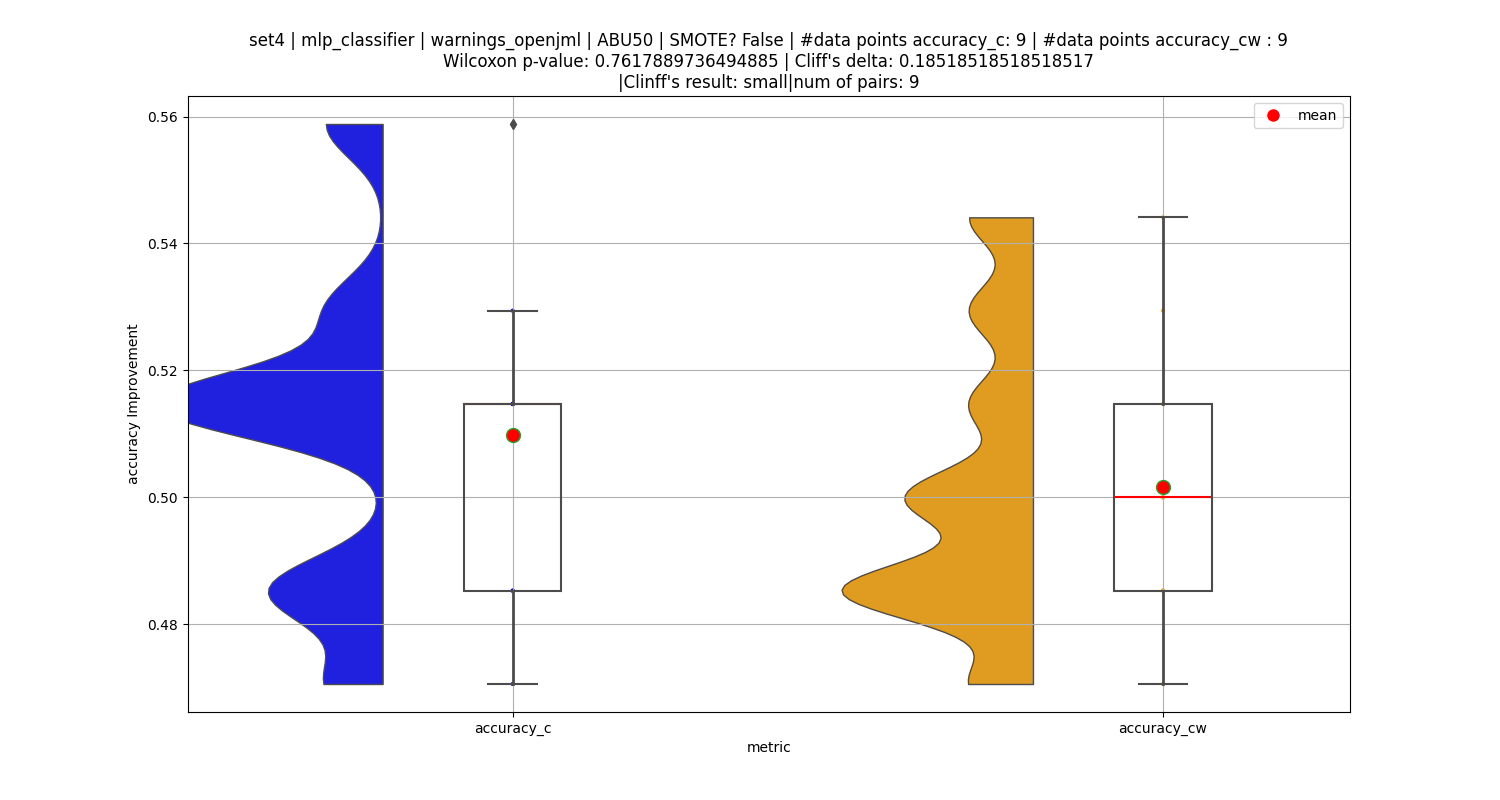 set4 | mlp_classifier | warnings_openjml | ABU50 | SMOTE? False | #data points accuracy_c: 9 | #data points accuracy_cw : 9
Wilcoxon p-value: 0.7617889736494885 | Cliff's delta: 0.18518518518518517
|Clinff's result: small|num of pairs: 9
mean
0.56
0.54
0.52
0.50
0.48
accuracy Improvement
accuracy_c
accuracy_cw
metric